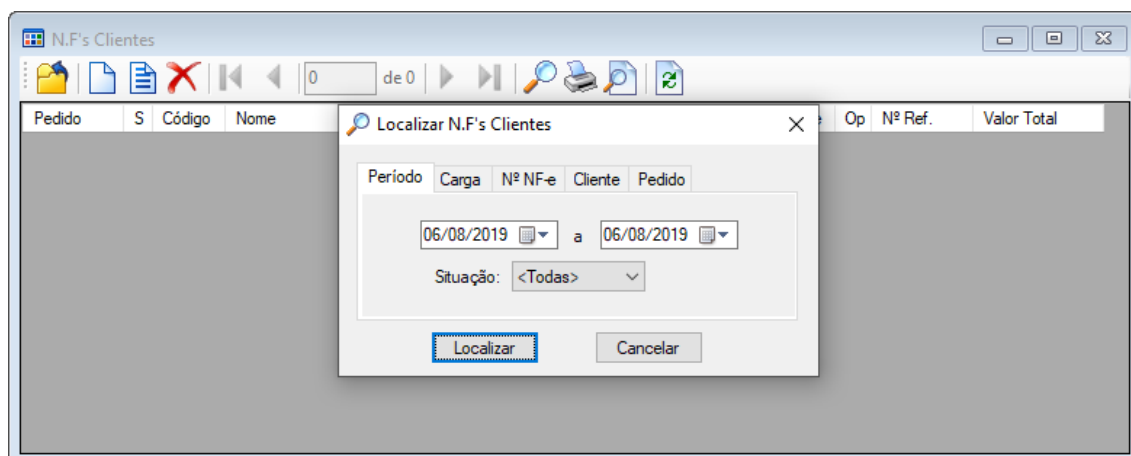 N.F's Clientes
0 de 0
Pedido S Código Nome Op Nº Ref. Valor Total
Localizar N.F's Clientes
Período Carga Nº NF-e Cliente Pedido
06/08/2019 a 06/08/2019
Situação: <Todas>
Localizar Cancelar